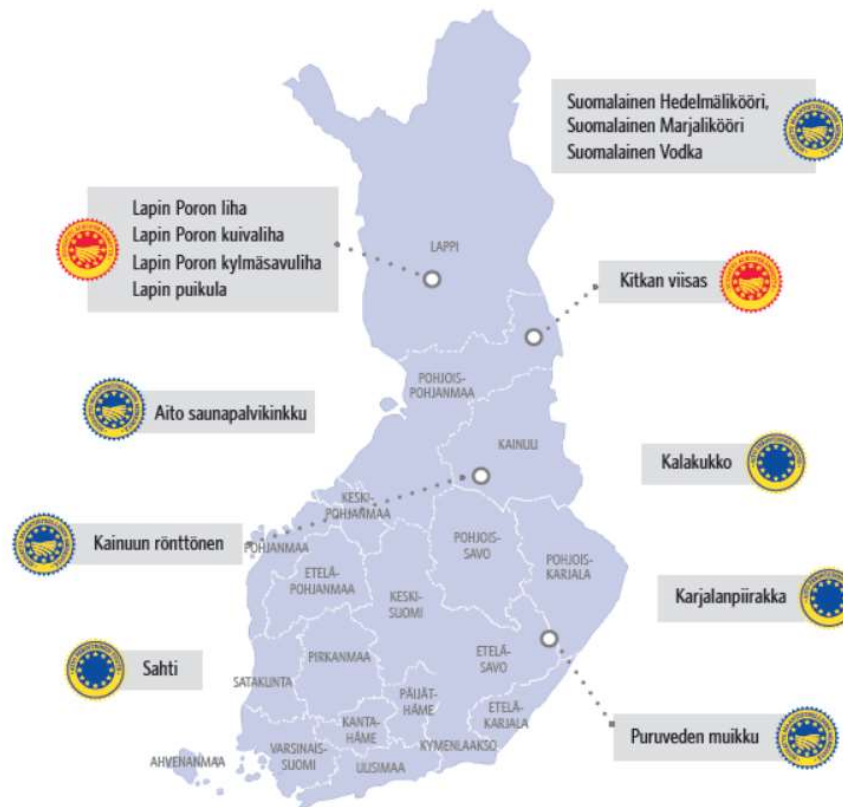 Suomalainen Hedelmälikööri,
Suomalainen Marjalikööri
Suomalainen Vodka
Lapin Poron liha
Lapin Poron kuivaliha
Lapin Poron kylmäsavuliha
Lapin puikula
LAPPI
Kitkan viisas
POHJOIS-
POHJANMAA
Aito saunapalvikinkku
KAINUU
Kalakukko
KESKI-
POHJANMAA
Kainuun rönttönen
POHJANMAA
POHJOIS-
SAVO
POHJOIS-
KARJALA
ETELÄ-
POHJANMAA
KESKI-
SUOMI
Karjalanpiirakka
Sahti
PIRKANMAA
ETELÄ-
SAVO
SATAKUNTA
PÄIJÄT-
HÄME
ETELÄ-
KARJALA
KANTA-
HÄME
Puruveden muikku
KYMENLAAKSO
AHVENANMAA
VARSINAIS-
SUOMI
UUSIMAA